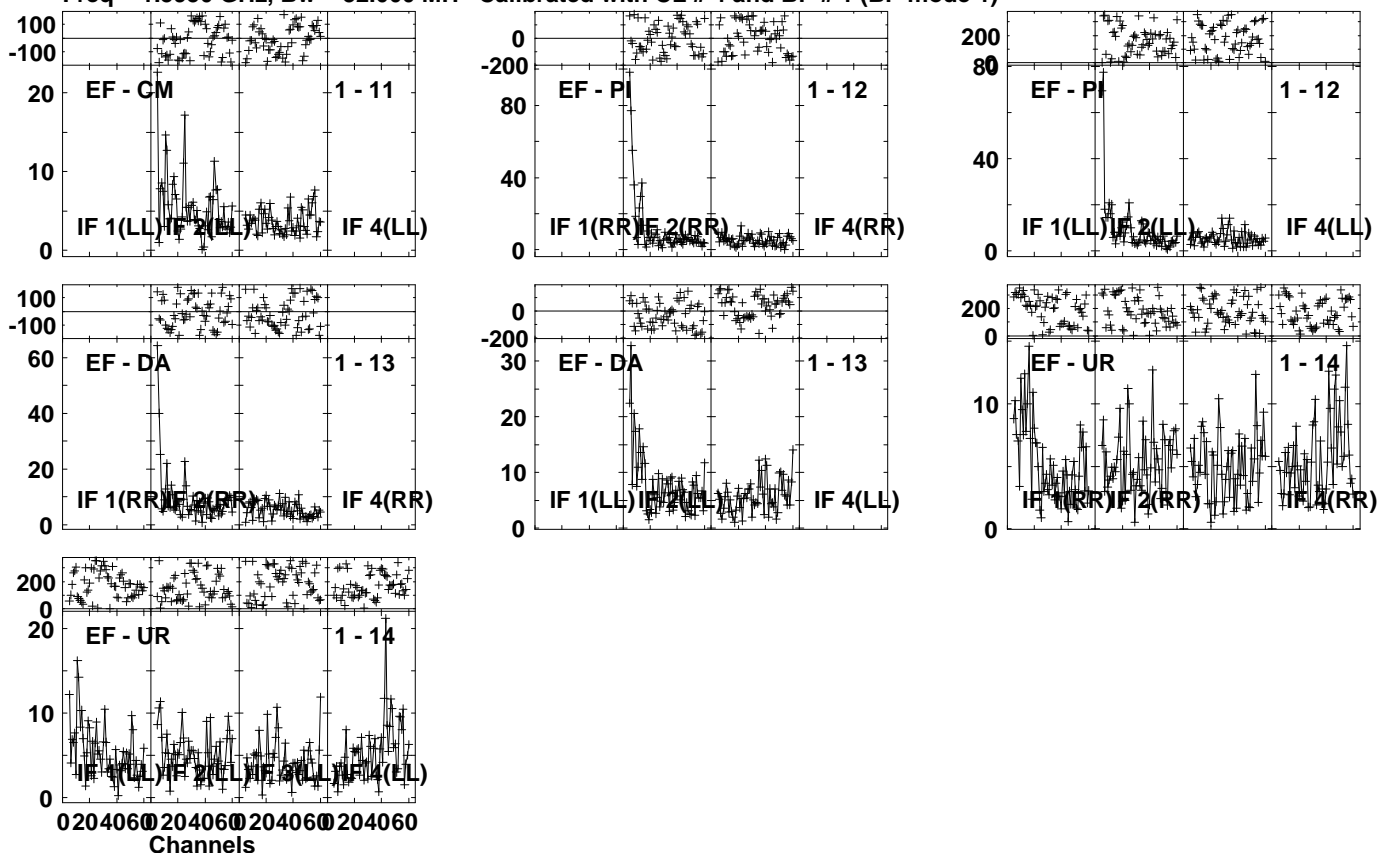 Freq = GHz, Calibrated with CL # and BP # 1 (BP mode 1)
100
-100
EF - CM 1 - 11
20
10
0
IF 1(LL) IF 2(LL) IF 4(LL)
0
-200
EF - PI 1 - 12
80
40
0
IF 1(RR) IF 2(RR) IF 4(RR)
200
0
80
EF - PI 1 - 12
40
0
IF 1(LL) IF 2(LL) IF 4(LL)
100
-100
EF - DA 1 - 13
60
40
20
0
IF 1(RR) IF 2(RR) IF 4(RR)
0
-200
EF - DA 1 - 13
30
20
10
0
IF 1(LL) IF 2(LL) IF 4(LL)
200
0
EF - UR 1 - 14
10
0
IF 1(RR) IF 2(RR) IF 4(RR)
200
0
EF - UR 1 - 14
20
10
0
IF 1(LL) IF 2(LL) IF 3(LL) IF 4(LL)
0 20 40 60 0 20 40 60 0 20 40 60 0 20 40 60
Channels